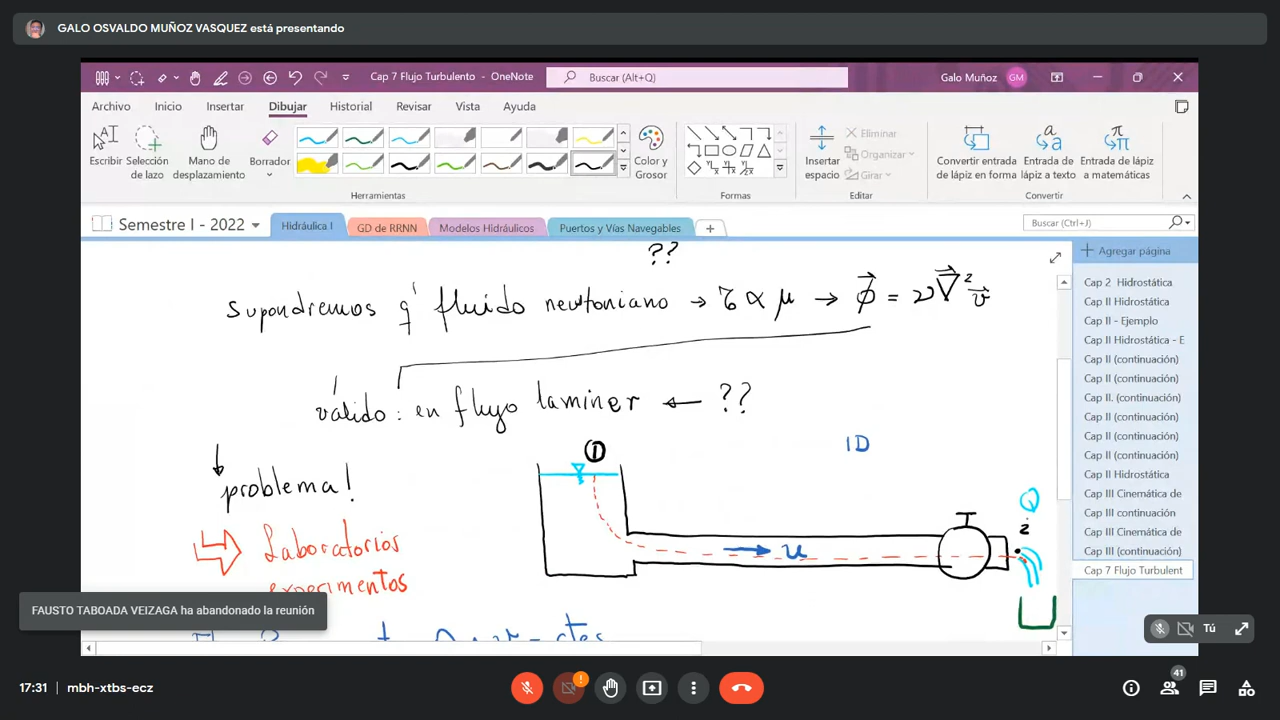 GALO OSVALDO MUÑOZ VASQUEZ está presentando
Cap 7 Flujo Turbulento - OneNote
Buscar (Alt+Q)
Galo Muñoz GM
Archivo Inicio Insertar Dibujar Historial Revisar Vista Ayuda
Escribir Selección de lazo Mano de desplazamiento Borrador Color y Grosor Insertar espacio Eliminar Organizar Girar Convertir entrada de lápiz en forma Entrada de lápiz a texto Entrada de lápiz a matemáticas
Herramientas Formas Editar Convertir
Semestre I - 2022 Hidráulica I GD de RRNN Modelos Hidráulicos Puertos y Vías Navegables + Buscar (Ctrl+J)
Agregar página
Cap 2 Hidrostática
Cap II Hidrostática
Cap II - Ejemplo
Cap II Hidrostática - E
Cap II (continuación)
Cap II (continuación)
Cap II. (continuación)
Cap II (continuación)
Cap II (continuación)
Cap II (continuación)
Cap II Hidrostática
Cap III Cinemática de
Cap III continuación
Cap III Cinemática de
Cap III (continuación)
Cap 7 Flujo Turbulent
??
Supondremos q' fluido newtoniano → τ ∝ μ → ϕ⃗ = ν∇⃗²v⃗
válido: en flujo laminer ← ??
1D
①
problema!
Q
2
u
Laboratorios
experimentos
FAUSTO TABOADA VEIZAGA ha abandonado la reunión
Tú
17:31 mbh-xtbs-ecz
41